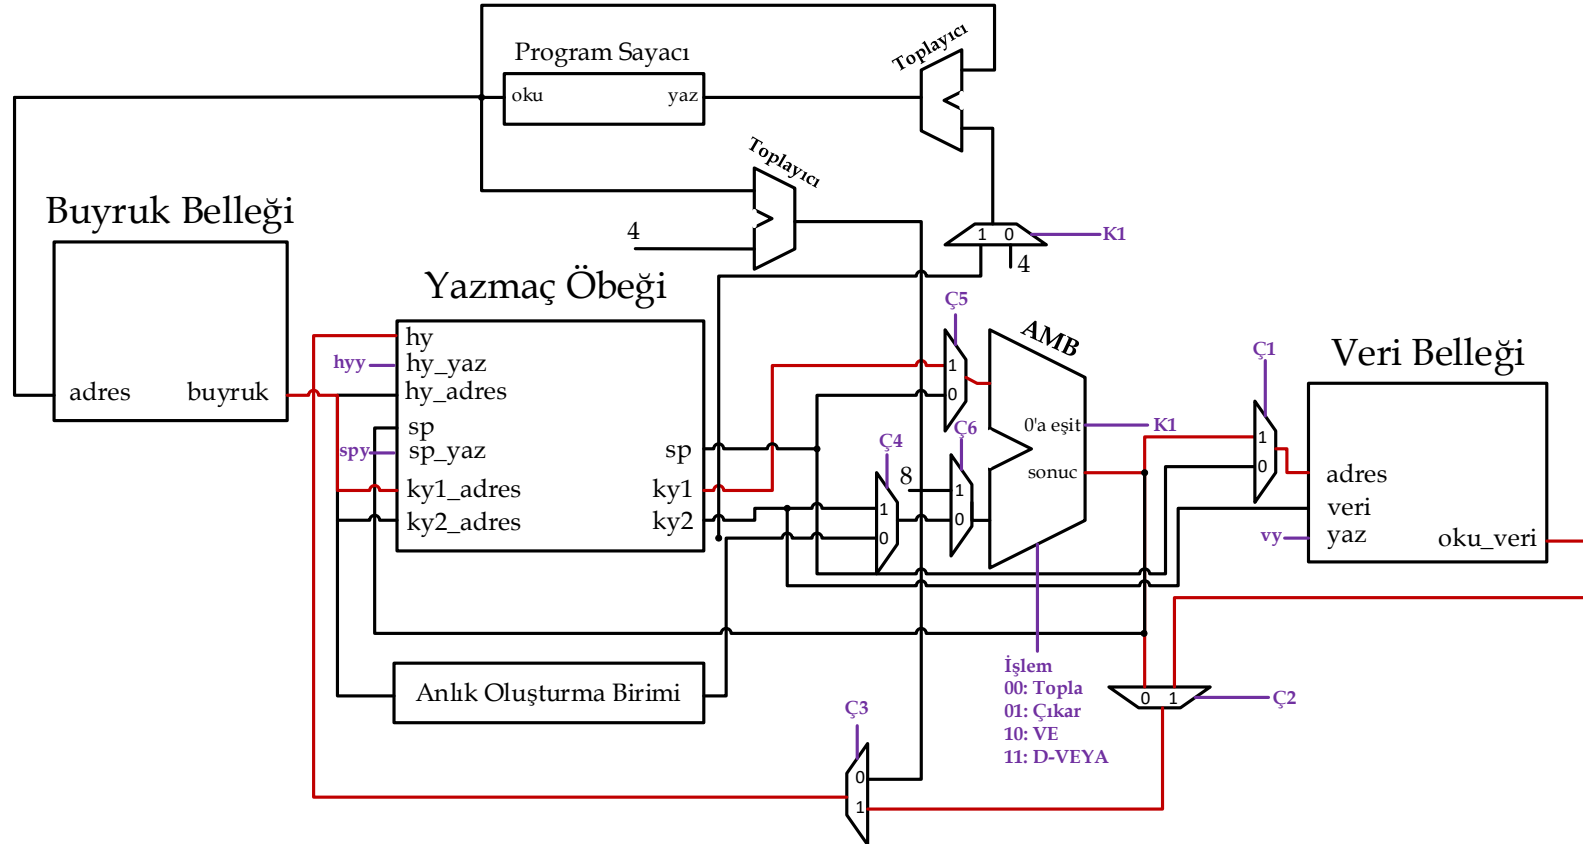 Program Sayacı
oku
yaz
Toplayıcı
Toplayıcı
4
1
0
K1
4
Buyruk Belleği
adres
buyruk
Yazmaç Öbeği
hy
hyy
hy_yaz
hy_adres
sp
spy
sp_yaz
ky1_adres
ky2_adres
sp
ky1
ky2
Ç5
1
0
Ç4
1
0
8
Ç6
1
0
AMB
0'a eşit
K1
sonuc
Ç1
1
0
Veri Belleği
adres
veri
vy
yaz
oku_veri
Anlık Oluşturma Birimi
İşlem
00: Topla
01: Çıkar
10: VE
11: D-VEYA
0
1
Ç2
Ç3
0
1